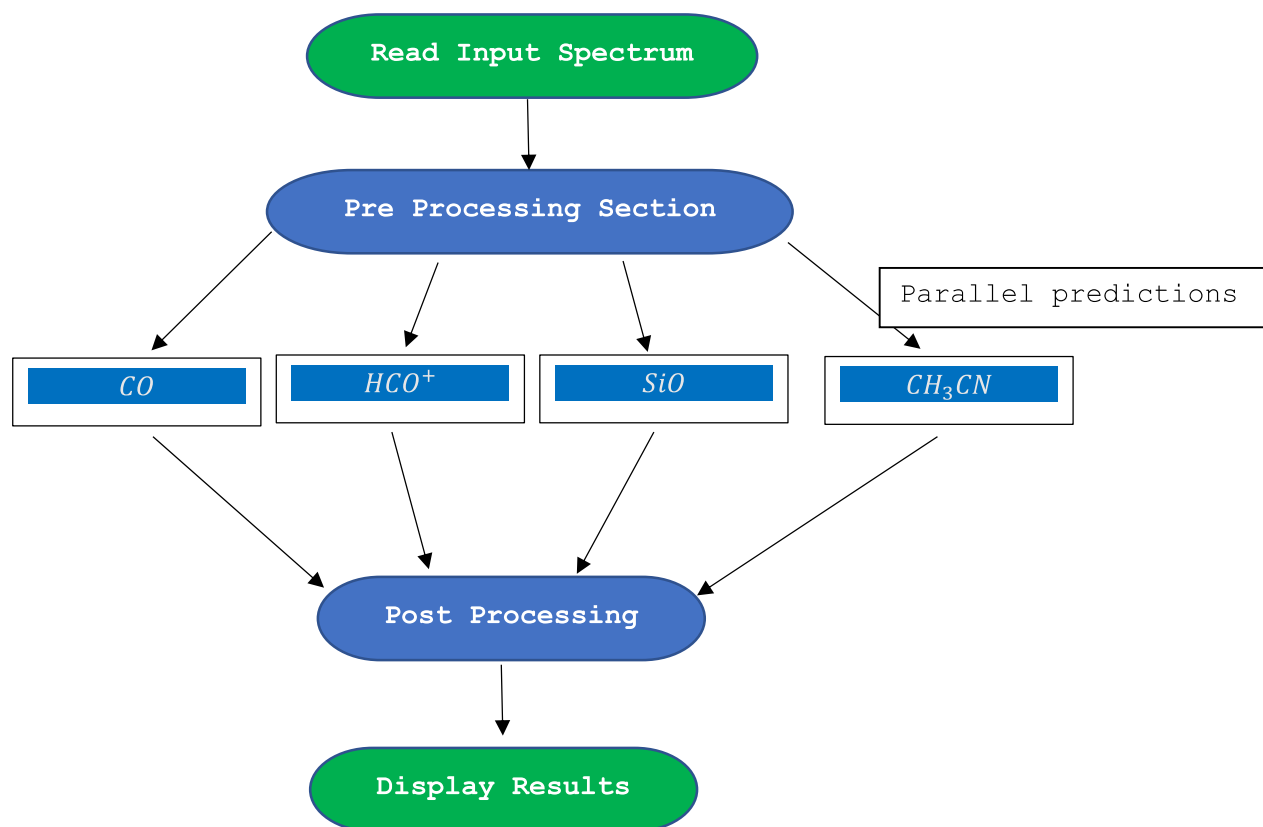 Read Input Spectrum
Pre Processing Section
Parallel predictions
CO
HCO⁺
SiO
CH₃CN
Post Processing
Display Results